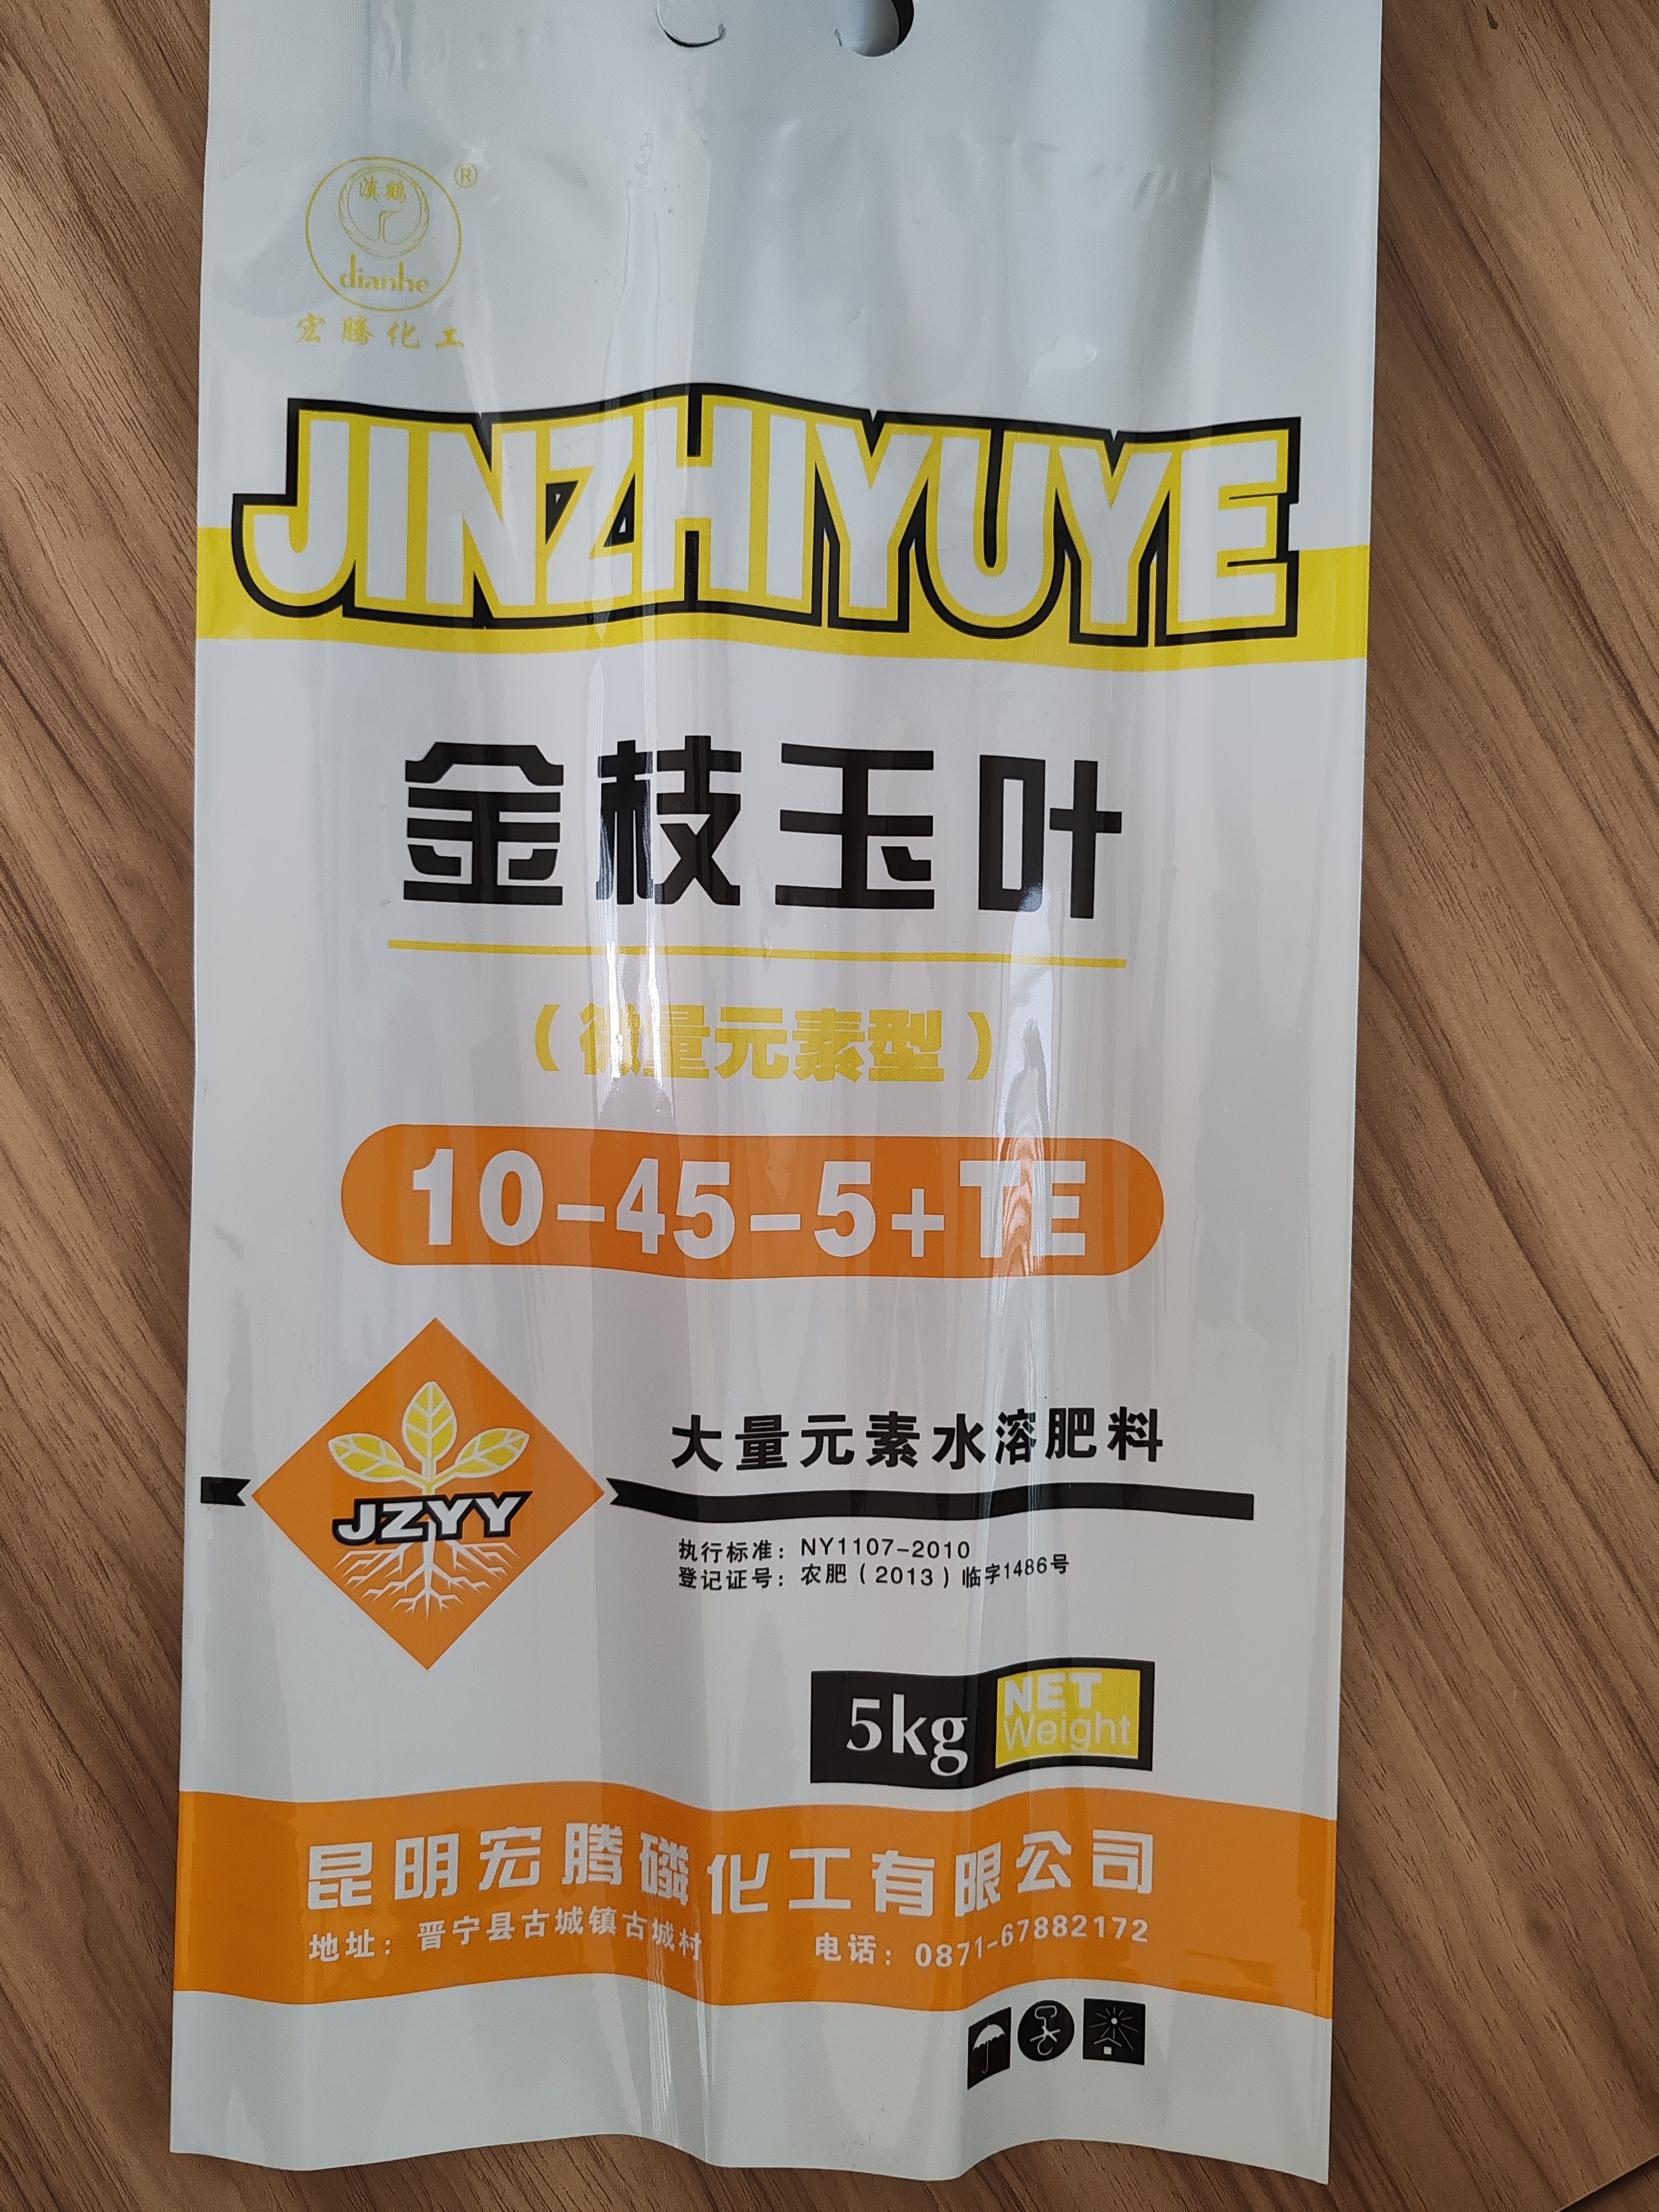 滇鹤
®
dianhe
宏腾化工
JINZHIYUYE
金枝玉叶
（微量元素型）
10-45-5+TE
JZYY
大量元素水溶肥料
执行标准：NY1107-2010
登记证号：农肥（2013）临字1486号
5kg
NET
Weight
昆明宏腾磷化工有限公司
地址：晋宁县古城镇古城村 电话：0871-67882172